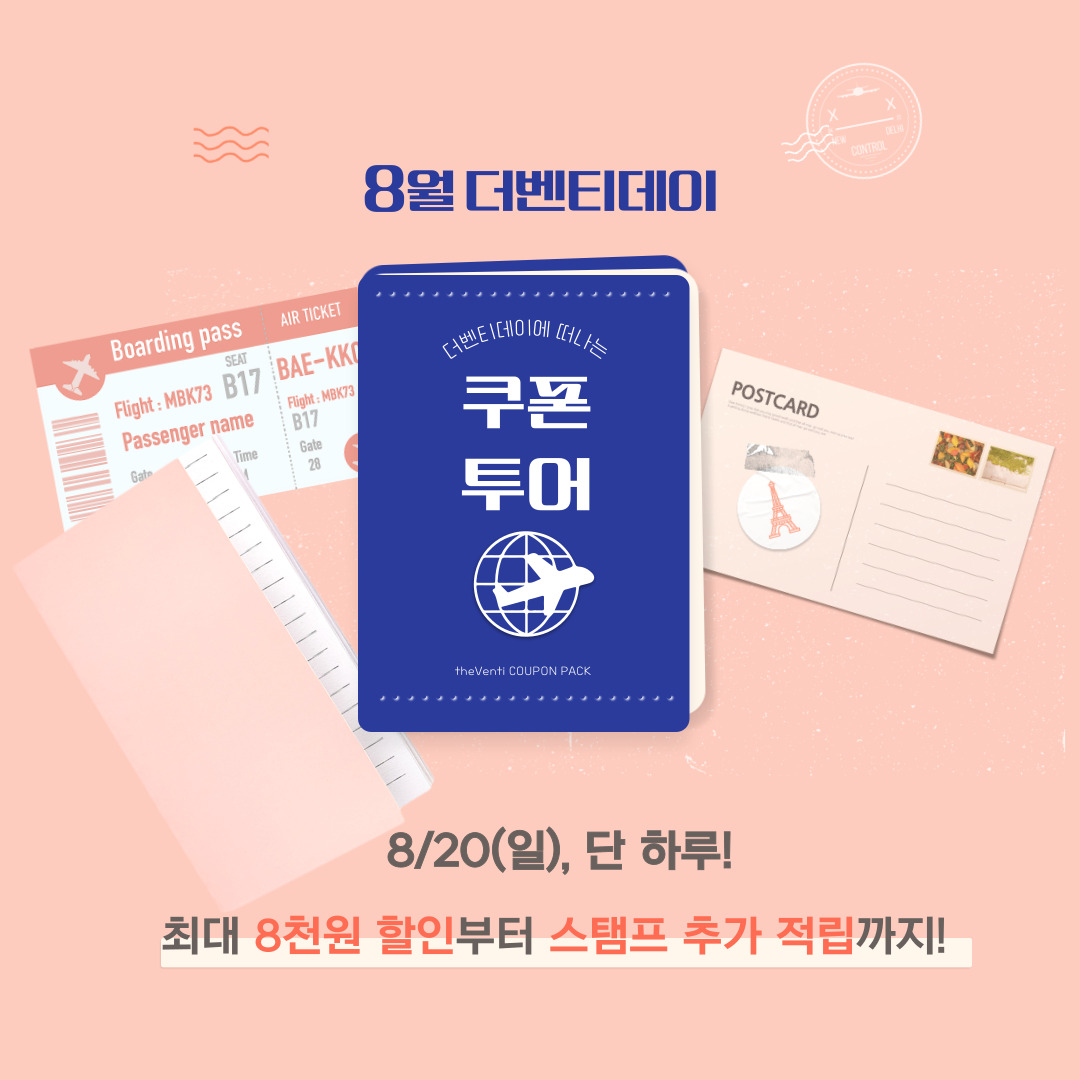 8월 더벤티데이
X X
NEW DELHI
CONTROL
Boarding pass
AIR TICKET
SEAT
B17
BAE-KK
Flight : MBK73
Flight : MBK73
B17
Passenger name
Gate
28
Time
더벤티데이에 떠나는
쿠폰
투어
theVenti COUPON PACK
POSTCARD
8/20(일), 단 하루!
최대 8천원 할인부터 스탬프 추가 적립까지!